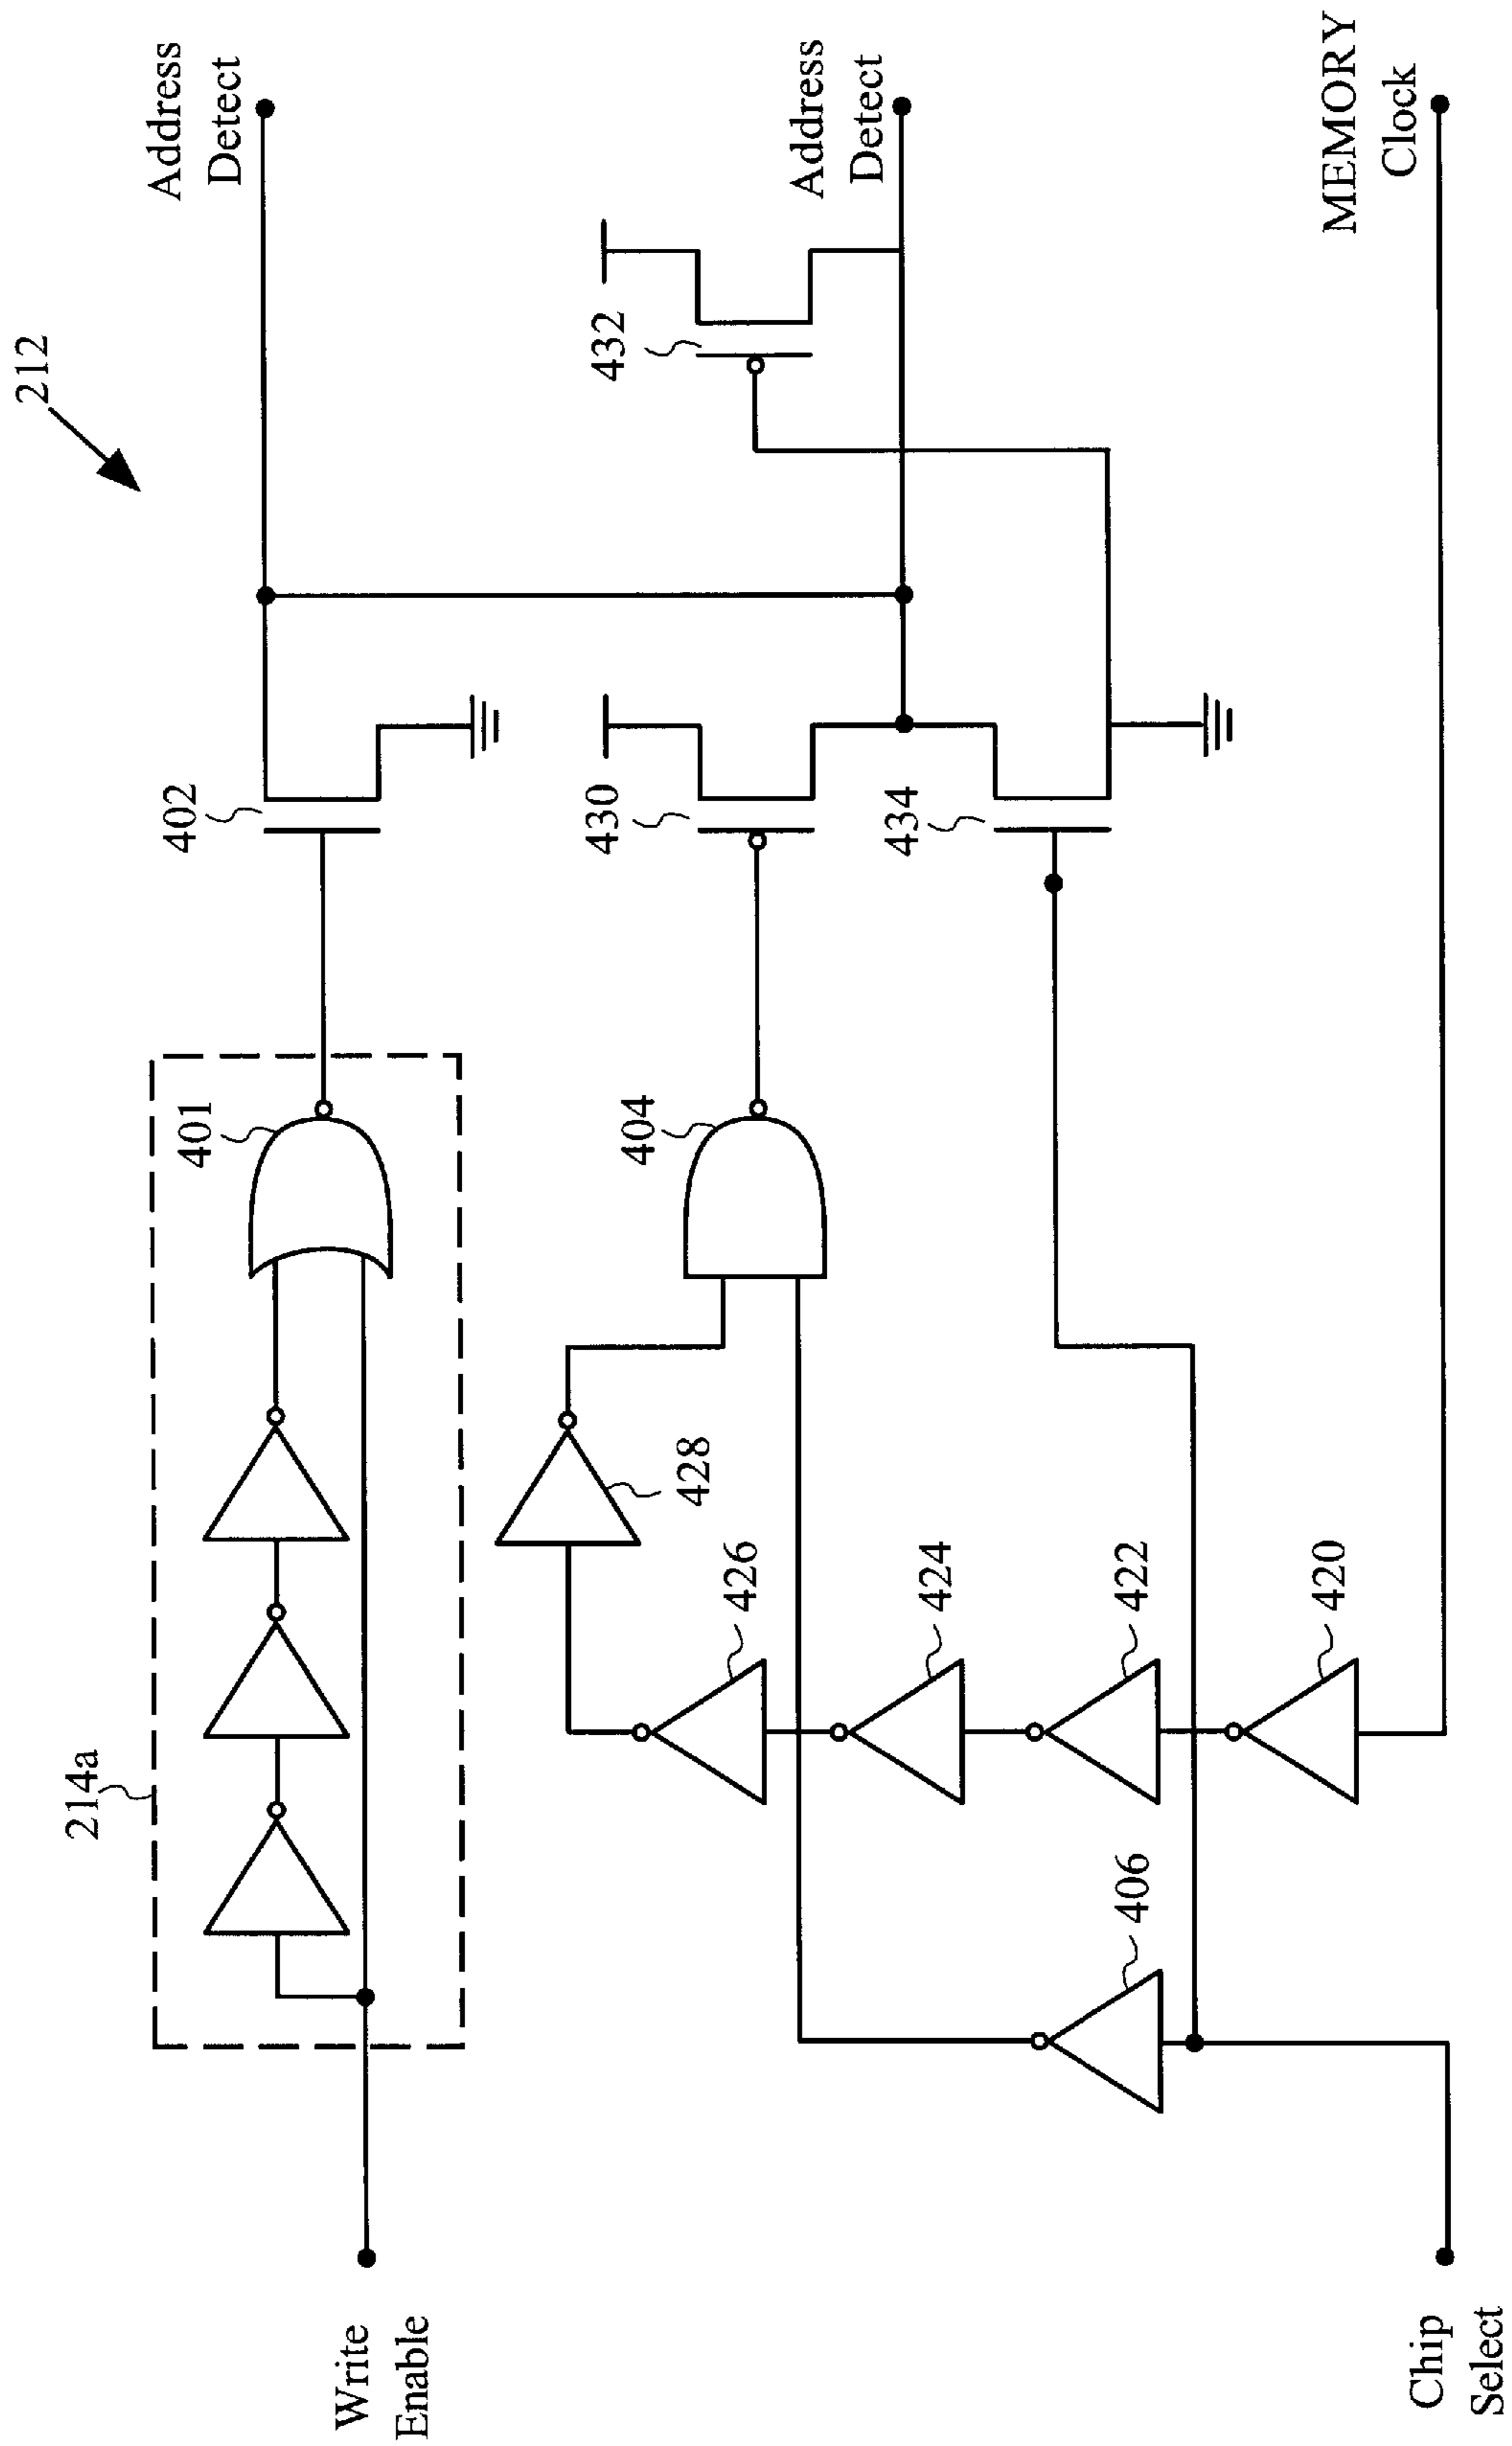 212
Address
Detect
402
401
214a
Write
Enable
432
Address
Detect
430
404
428
434
426
424
422
420
406
MEMORY
Clock
Chip
Select